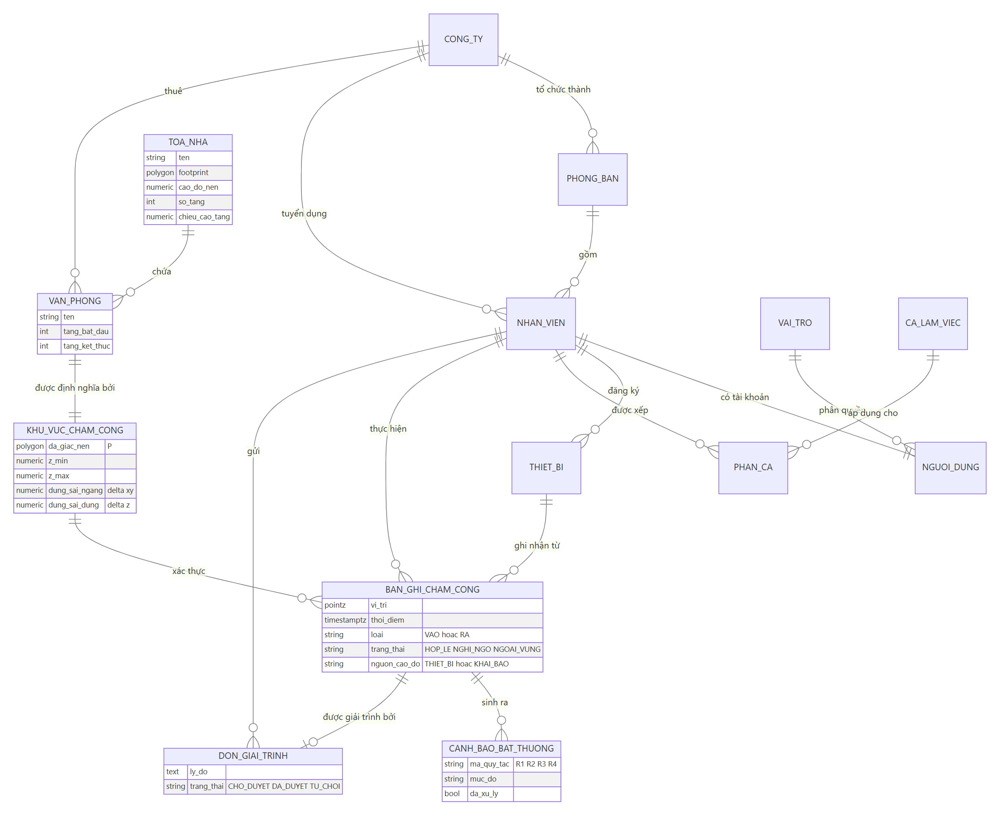 CONG_TY
thuê
tổ chức thành
TOA_NHA
string ten
polygon footprint
numeric cao_do_nen
int so_tang
numeric chieu_cao_tang
PHONG_BAN
tuyển dụng
gồm
chứa
VAN_PHONG
string ten
int tang_bat_dau
int tang_ket_thuc
NHAN_VIEN
VAI_TRO
CA_LAM_VIEC
được định nghĩa bởi
đăng ký
có tài khoản
được xếp
phân quyền
áp dụng cho
thực hiện
gửi
KHU_VUC_CHAM_CONG
polygon da_giac_nen P
numeric z_min
numeric z_max
numeric dung_sai_ngang delta xy
numeric dung_sai_dung delta z
THIET_BI
PHAN_CA
NGUOI_DUNG
ghi nhận từ
xác thực
BAN_GHI_CHAM_CONG
pointz vi_tri
timestamptz thoi_diem
string loai VAO hoac RA
string trang_thai HOP_LE NGHI_NGO NGOAI_VUNG
string nguon_cao_do THIET_BI hoac KHAI_BAO
sinh ra
được giải trình bởi
DON_GIAI_TRINH
text ly_do
string trang_thai CHO_DUYET DA_DUYET TU_CHOI
CANH_BAO_BAT_THUONG
string ma_quy_tac R1 R2 R3 R4
string muc_do
bool da_xu_ly